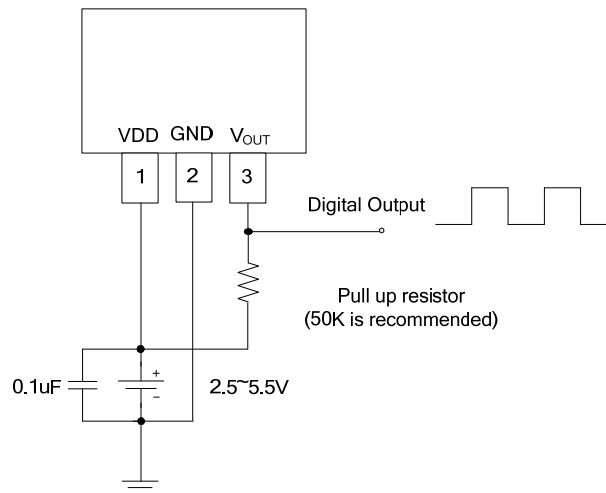 VDD GND VOUT
1 2 3
Digital Output
Pull up resistor
(50K is recommended)
0.1uF + 2.5~5.5V
−